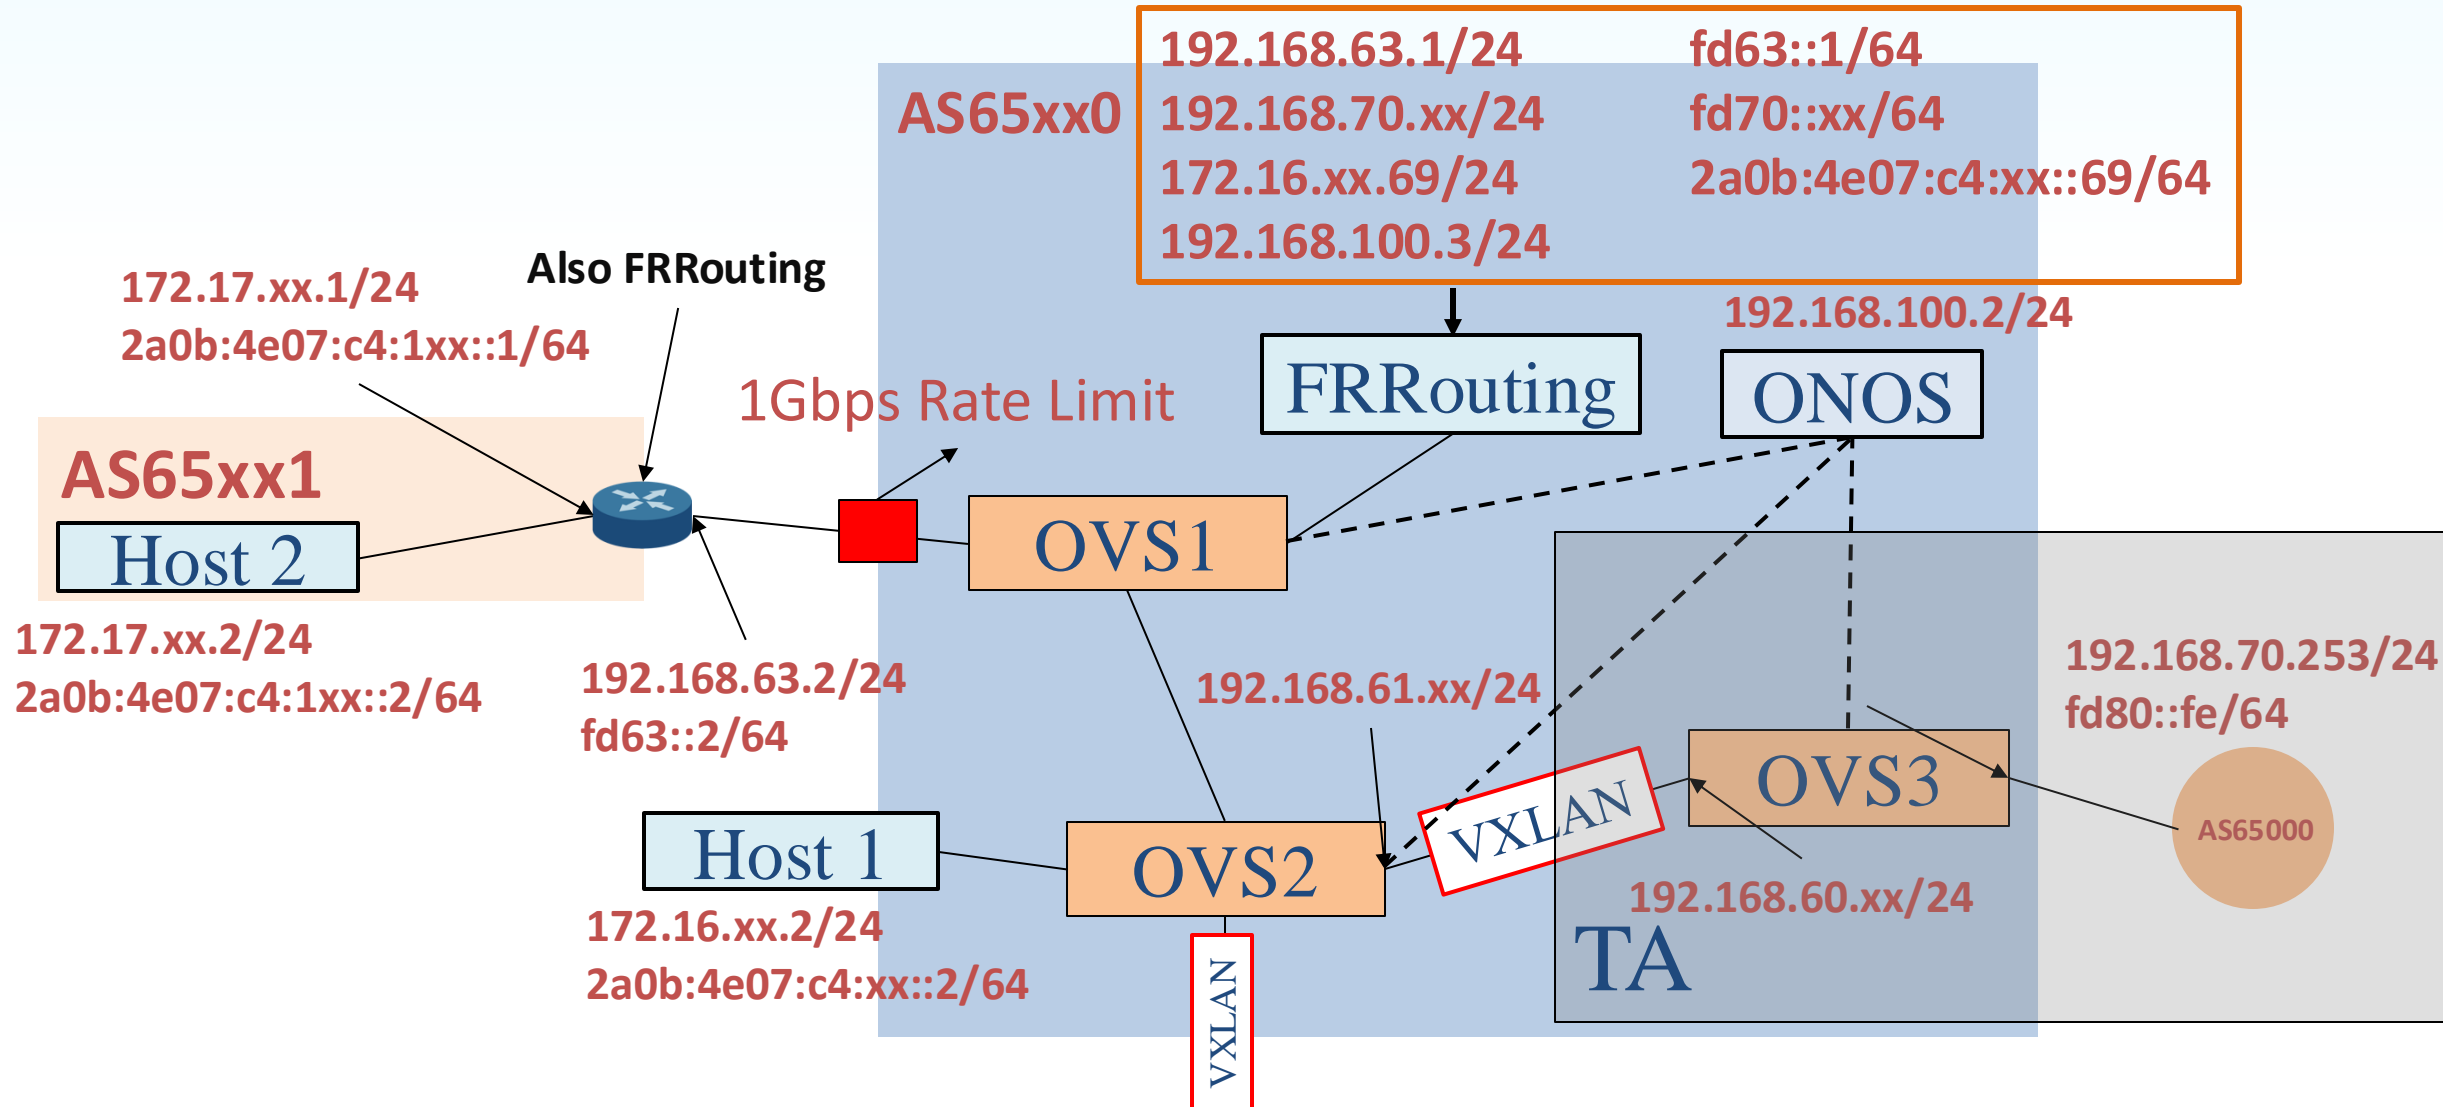 192.168.63.1/24 fd63::1/64
AS65xx0
192.168.70.xx/24 fd70::xx/64
172.16.xx.69/24 2a0b:4e07:c4:xx::69/64
192.168.100.3/24
Also FRRouting
172.17.xx.1/24
2a0b:4e07:c4:1xx::1/64
192.168.100.2/24
1Gbps Rate Limit
FRRouting
ONOS
AS65xx1
Host 2
OVS1
172.17.xx.2/24
2a0b:4e07:c4:1xx::2/64
192.168.63.2/24
fd63::2/64
192.168.61.xx/24
192.168.70.253/24
fd80::fe/64
OVS3
VXLAN
AS65000
Host 1
OVS2
192.168.60.xx/24
172.16.xx.2/24
2a0b:4e07:c4:xx::2/64
TA
VXLAN